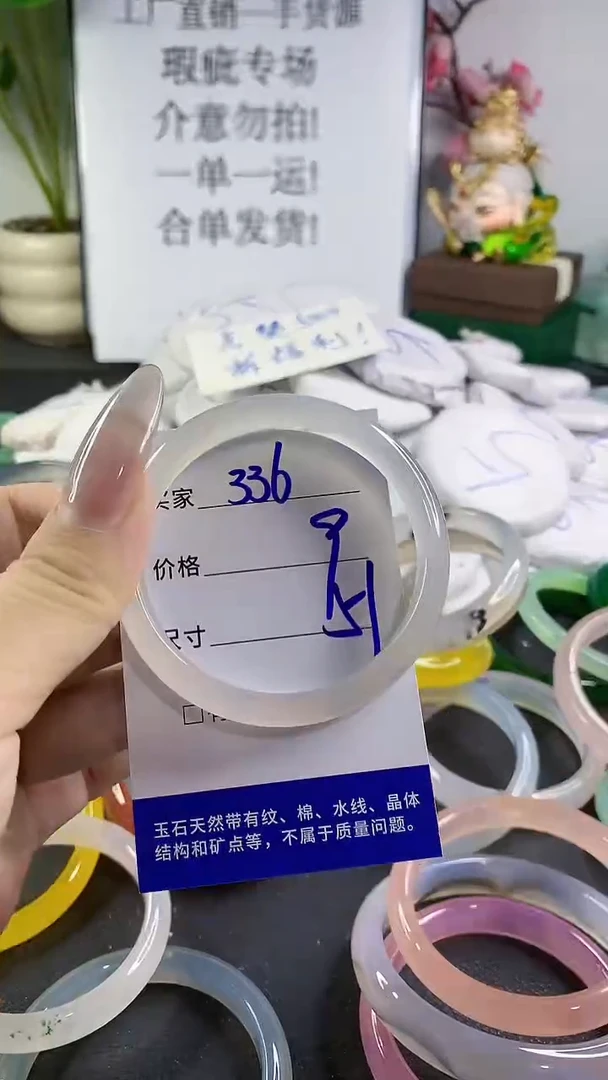 工厂直销一手货源
瑕疵专场
介意勿拍!
一单一运!
合单发货!
买家 336
价格
尺寸 51
玉石天然带有纹、棉、水线、晶体
结构和矿点等，不属于质量问题。